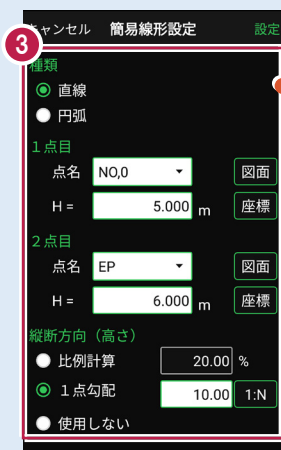 キャンセル 簡易線形設定 設定
3
種類
直線
円弧
1点目
点名 NO,0 図面
H = 5.000 m 座標
2点目
点名 EP 図面
H = 6.000 m 座標
縦断方向（高さ）
比例計算 20.00 %
1点勾配 10.00 1:N
使用しない